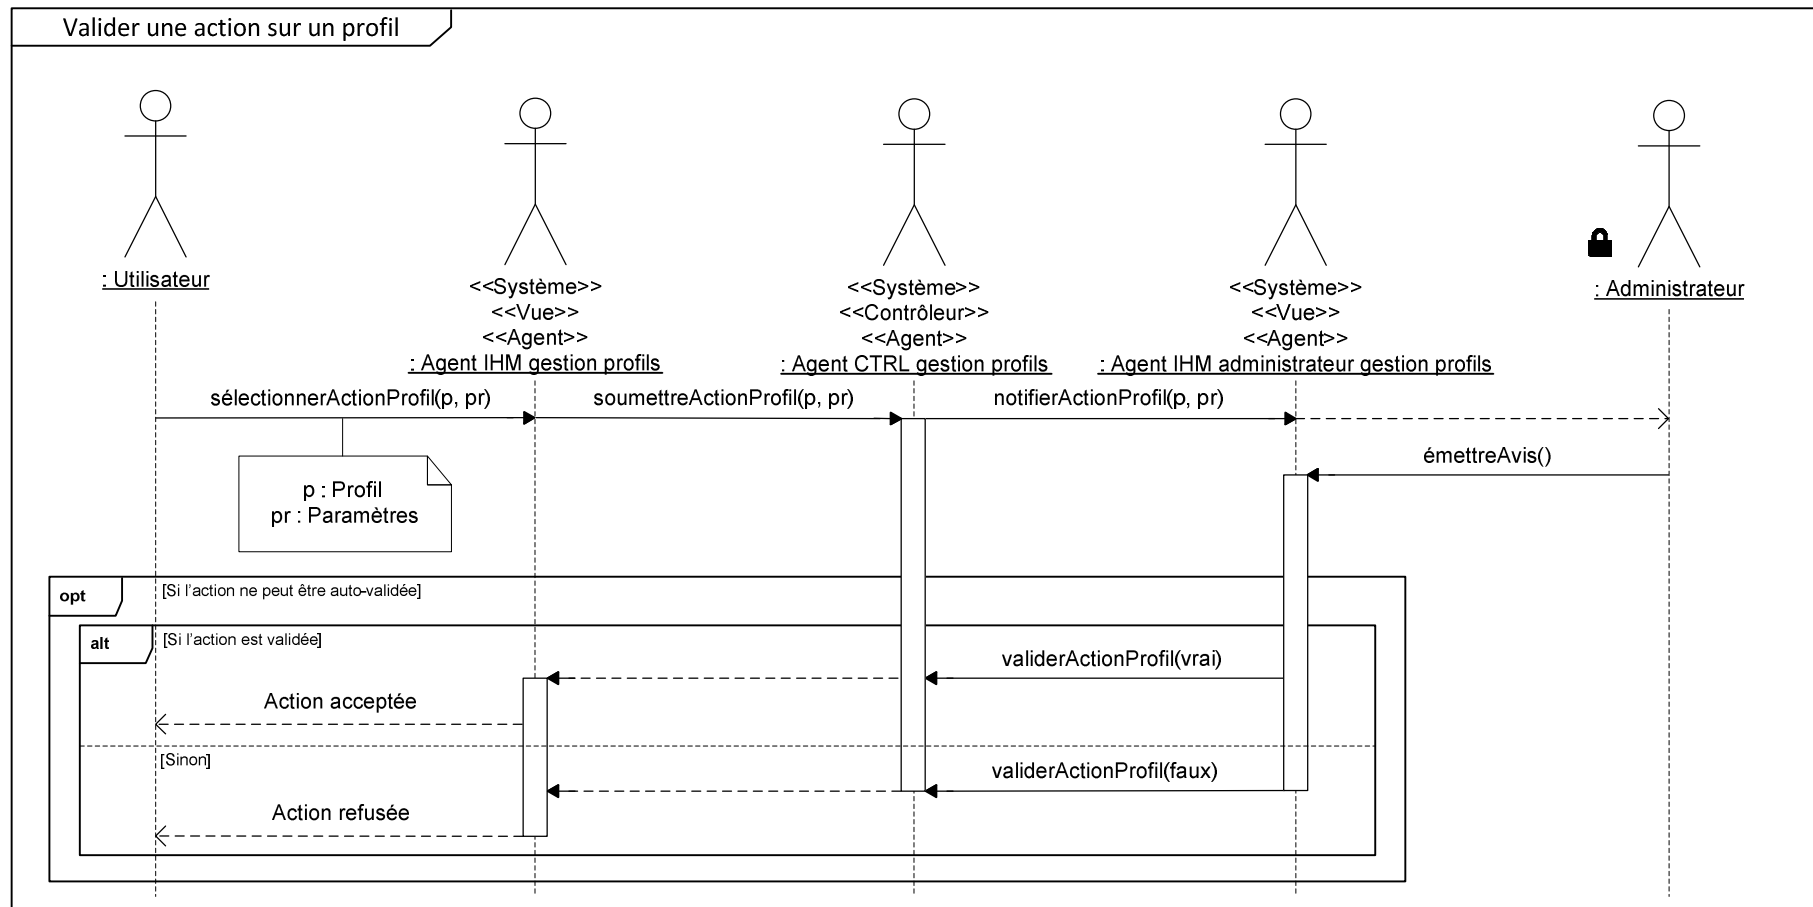 Valider une action sur un profil
: Utilisateur
<<Système>>
<<Vue>>
<<Agent>>
: Agent IHM gestion profils
<<Système>>
<<Contrôleur>>
<<Agent>>
: Agent CTRL gestion profils
<<Système>>
<<Vue>>
<<Agent>>
: Agent IHM administrateur gestion profils
: Administrateur
sélectionnerActionProfil(p, pr)
soumettreActionProfil(p, pr)
notifierActionProfil(p, pr)
émettreAvis()
p : Profil
pr : Paramètres
opt
[Si l'action ne peut être auto-validée]
alt
[Si l'action est validée]
validerActionProfil(vrai)
Action acceptée
[Sinon]
validerActionProfil(faux)
Action refusée